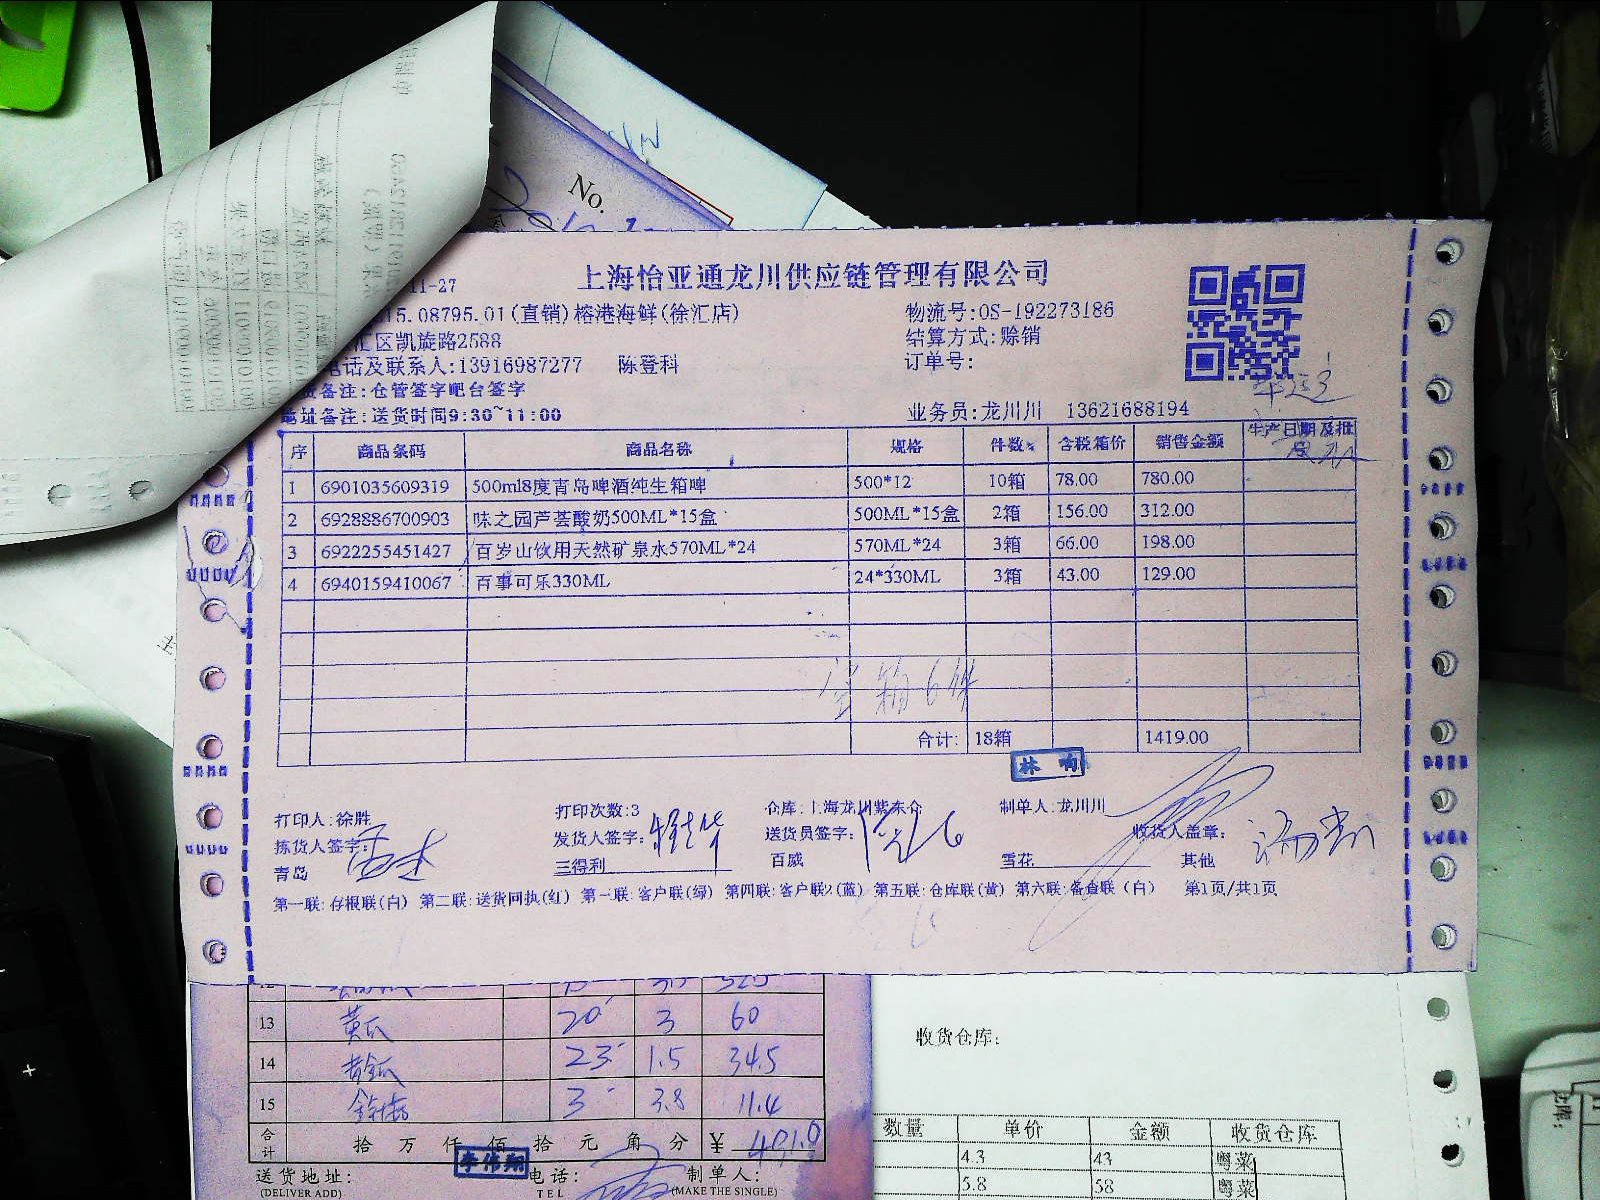 No.
11-27
上海怡亚通龙川供应链管理有限公司
15.08795.01(直销)榕港海鲜(徐汇店)
物流号:OS-192273186
汇区凯旋路2588
结算方式:赊销
电话及联系人:13916987277 陈登科
订单号:
货备注:仓管签字吧台签字
地址备注:送货时间9:30~11:00
业务员:龙川川 13621688194
序 商品条码 商品名称 规格 件数 含税箱价 销售金额 生产日期及批
1 6901035609319 500ml8度青岛啤酒纯生箱啤 500*12 10箱 78.00 780.00
2 6928886700903 味之园芦荟酸奶500ML*15盒 500ML*15盒 2箱 156.00 312.00
3 6922255451427 百岁山饮用天然矿泉水570ML*24 570ML*24 3箱 66.00 198.00
4 6940159410067 百事可乐330ML 24*330ML 3箱 43.00 129.00
空箱6件
合计: 18箱 1419.00
林响
打印人:徐胜 打印次数:3 仓库:上海龙川紫东仓 制单人:龙川川
拣货人签字: 发货人签字: 送货员签字: 收货人盖章:
青岛 三得利 百威 雪花 其他
第一联:存根联(白) 第二联:送货回执(红) 第三联:客户联(绿) 第四联:客户联2(蓝) 第五联:仓库联(黄) 第六联:备查联(白) 第1页/共1页
13 黄瓜 20 3 60
14 23 1.5 34.5
15 3 3.8 11.4
合计 拾 万 仟 佰 拾 元 角 分 ¥
李伟翔
送货地址: 电话: 制单人:
(DELIVER ADD) TEL (MAKE THE SINGLE)
收货仓库:
数量 单价 金额 收货仓库
4.3 43 粤菜
5.8 58 粤菜